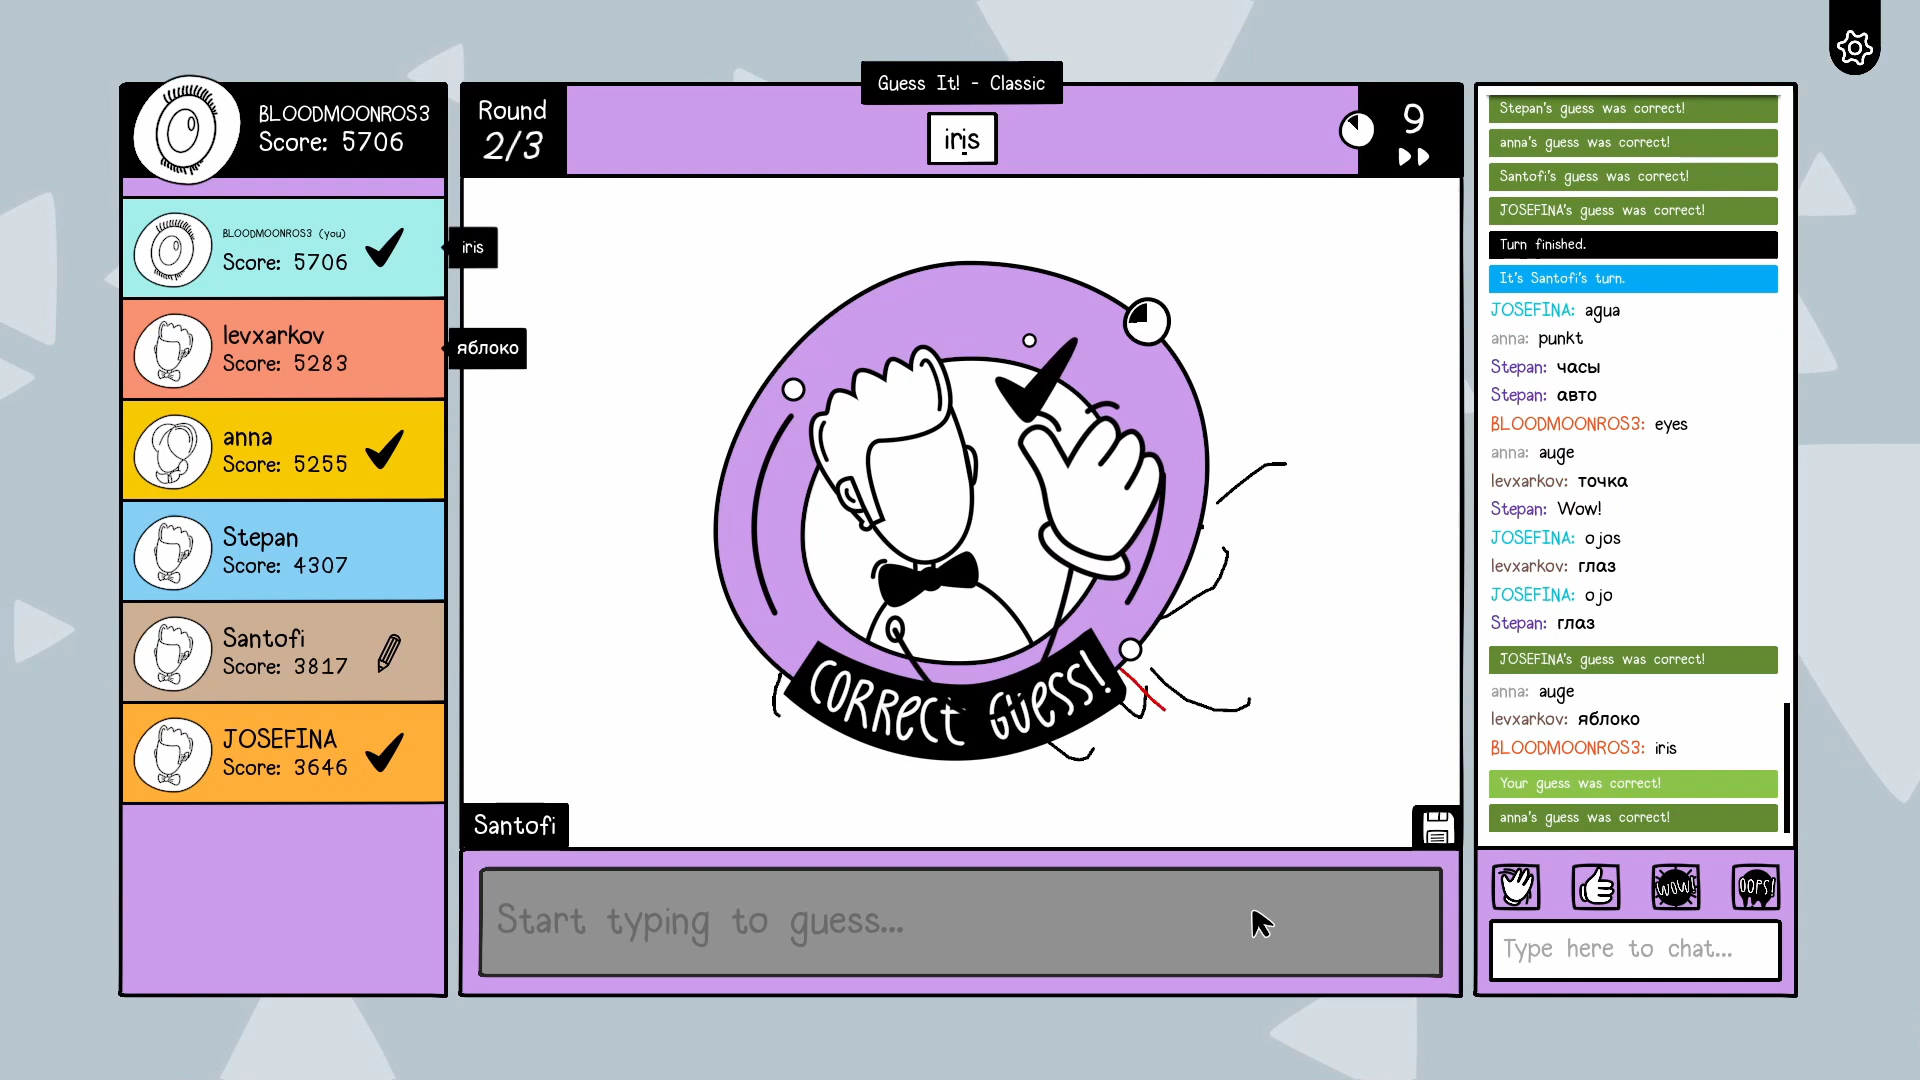 BLOODMOONROS3
Score: 5706
BLOODMOONROS3 (you)
Score: 5706
iris
levxarkov
Score: 5283
яблоко
anna
Score: 5255
Stepan
Score: 4307
Santofi
Score: 3817
JOSEFINA
Score: 3646
Guess It! - Classic
Round
2/3
iris
9
CORRECT GUESS!
Santofi
Start typing to guess...
Stepan's guess was correct!
anna's guess was correct!
Santofi's guess was correct!
JOSEFINA's guess was correct!
Turn finished.
It's Santofi's turn.
JOSEFINA: agua
anna: punkt
Stepan: часы
Stepan: авто
BLOODMOONROS3: eyes
anna: auge
levxarkov: точка
Stepan: Wow!
JOSEFINA: ojos
levxarkov: глаз
JOSEFINA: ojo
Stepan: глаз
JOSEFINA's guess was correct!
anna: auge
levxarkov: яблоко
BLOODMOONROS3: iris
Your guess was correct!
anna's guess was correct!
WOW!
OOPS!
Type here to chat...